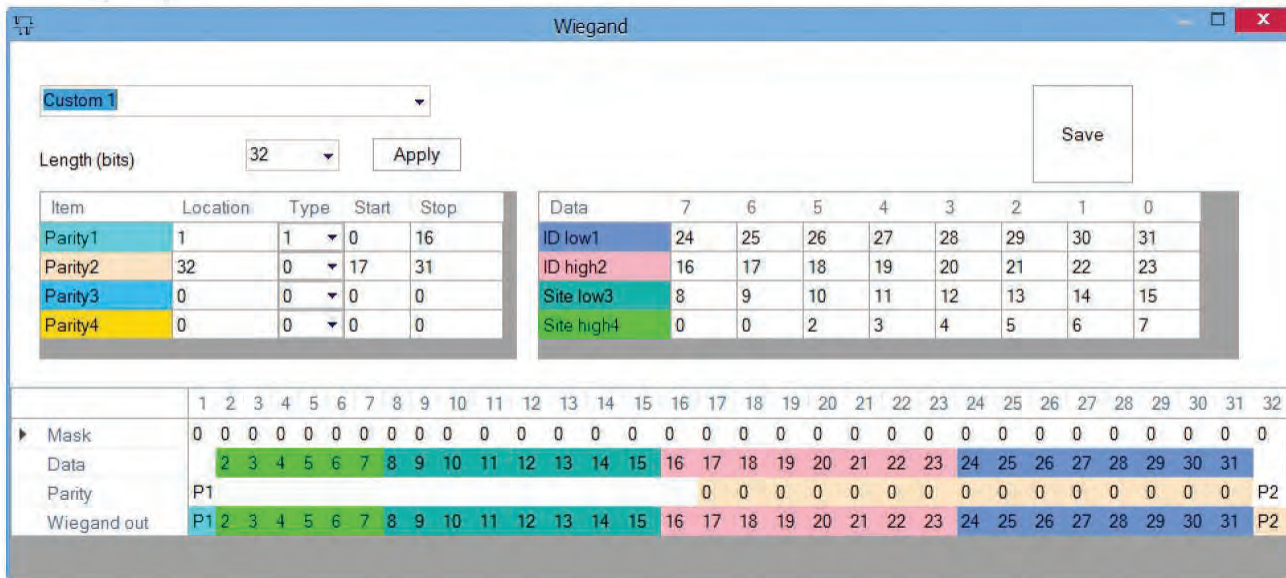 Wiegand
Custom 1
Save
Length (bits) 32 Apply
Item Location Type Start Stop
Parity1 1 1 0 16
Parity2 32 0 17 31
Parity3 0 0 0 0
Parity4 0 0 0 0
Data 7 6 5 4 3 2 1 0
ID low1 24 25 26 27 28 29 30 31
ID high2 16 17 18 19 20 21 22 23
Site low3 8 9 10 11 12 13 14 15
Site high4 0 0 2 3 4 5 6 7
1 2 3 4 5 6 7 8 9 10 11 12 13 14 15 16 17 18 19 20 21 22 23 24 25 26 27 28 29 30 31 32
Mask 0 0 0 0 0 0 0 0 0 0 0 0 0 0 0 0 0 0 0 0 0 0 0 0 0 0 0 0 0 0 0 0
Data 2 3 4 5 6 7 8 9 10 11 12 13 14 15 16 17 18 19 20 21 22 23 24 25 26 27 28 29 30 31
Parity P1 0 0 0 0 0 0 0 0 0 0 0 0 0 0 0 P2
Wiegand out P1 2 3 4 5 6 7 8 9 10 11 12 13 14 15 16 17 18 19 20 21 22 23 24 25 26 27 28 29 30 31 P2